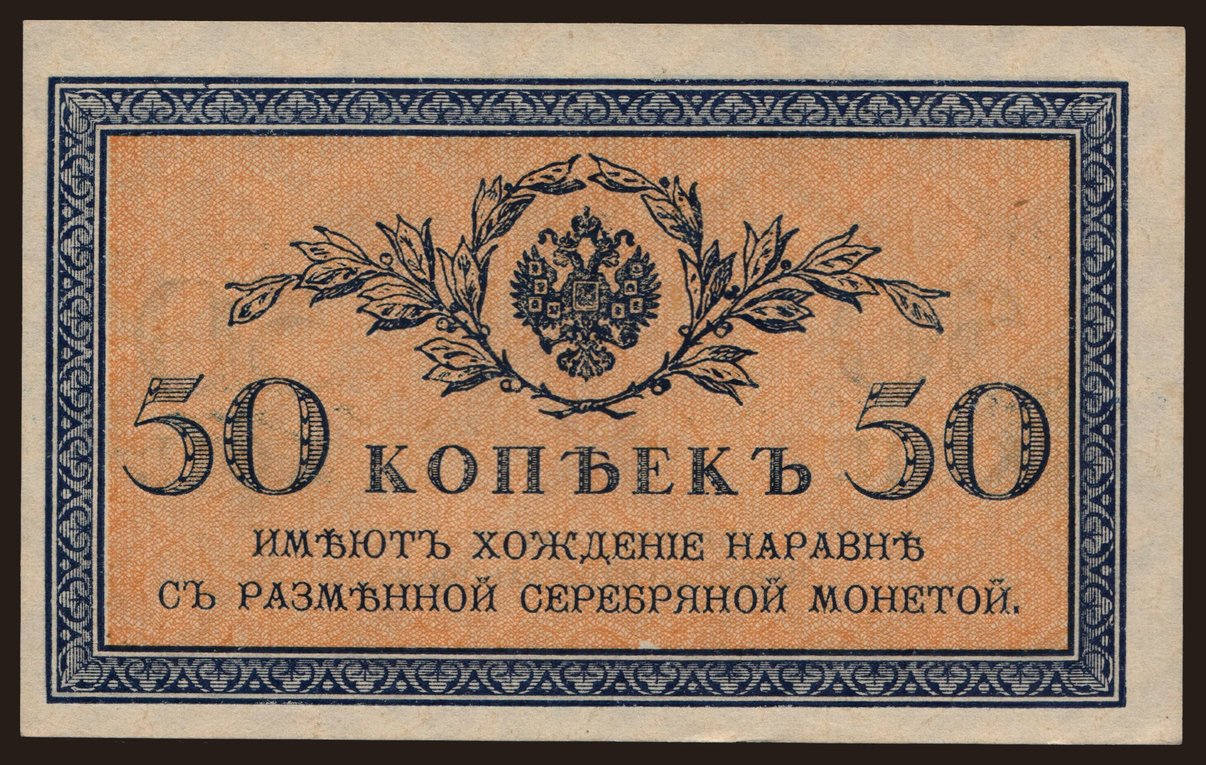 50 КОПѢЕКЪ 50
ИМѢЮТЪ ХОЖДЕНІЕ НАРАВНѢ
СЪ РАЗМѢННОЙ СЕРЕБРЯНОЙ МОНЕТОЙ.